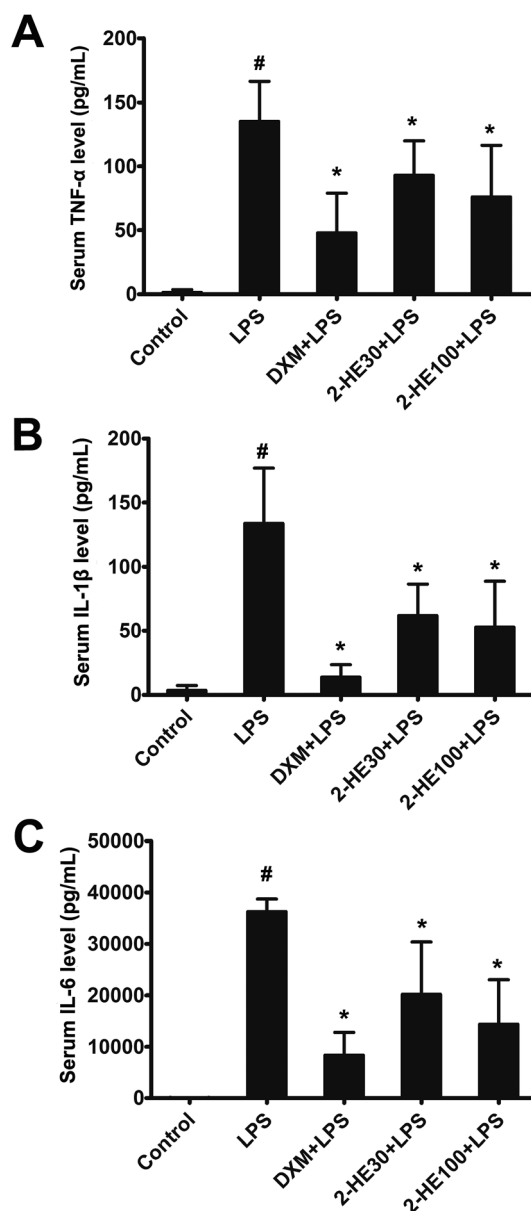 A
Serum TNF-α level (pg/mL)
200
150
100
50
0
#
*
*
*
Control
LPS
DXM+LPS
2-HE30+LPS
2-HE100+LPS
B
Serum IL-1β level (pg/mL)
200
150
100
50
0
#
*
*
*
Control
LPS
DXM+LPS
2-HE30+LPS
2-HE100+LPS
C
Serum IL-6 level (pg/mL)
50000
40000
30000
20000
10000
0
#
*
*
*
Control
LPS
DXM+LPS
2-HE30+LPS
2-HE100+LPS